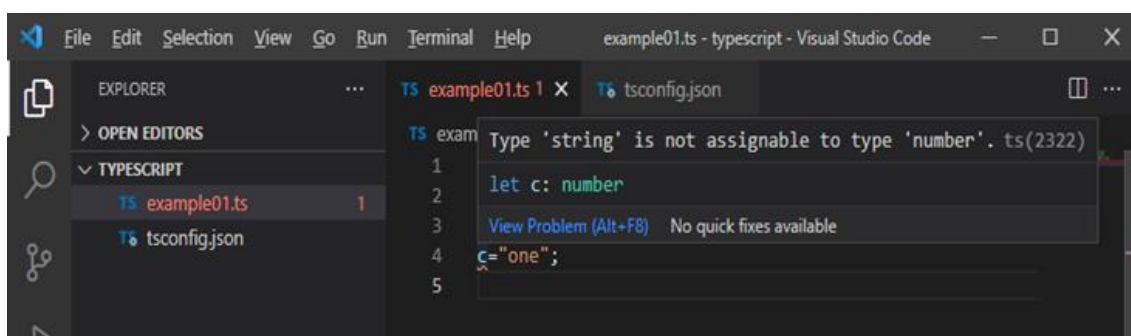 File Edit Selection View Go Run Terminal Help example01.ts - typescript - Visual Studio Code
EXPLORER
TS example01.ts 1
tsconfig.json
OPEN EDITORS
TS exam
Type 'string' is not assignable to type 'number'. ts(2322)
TYPESCRIPT
1
let c: number
2
TS example01.ts 1
3
View Problem (Alt+F8) No quick fixes available
TS tsconfig.json
4 c="one";
5